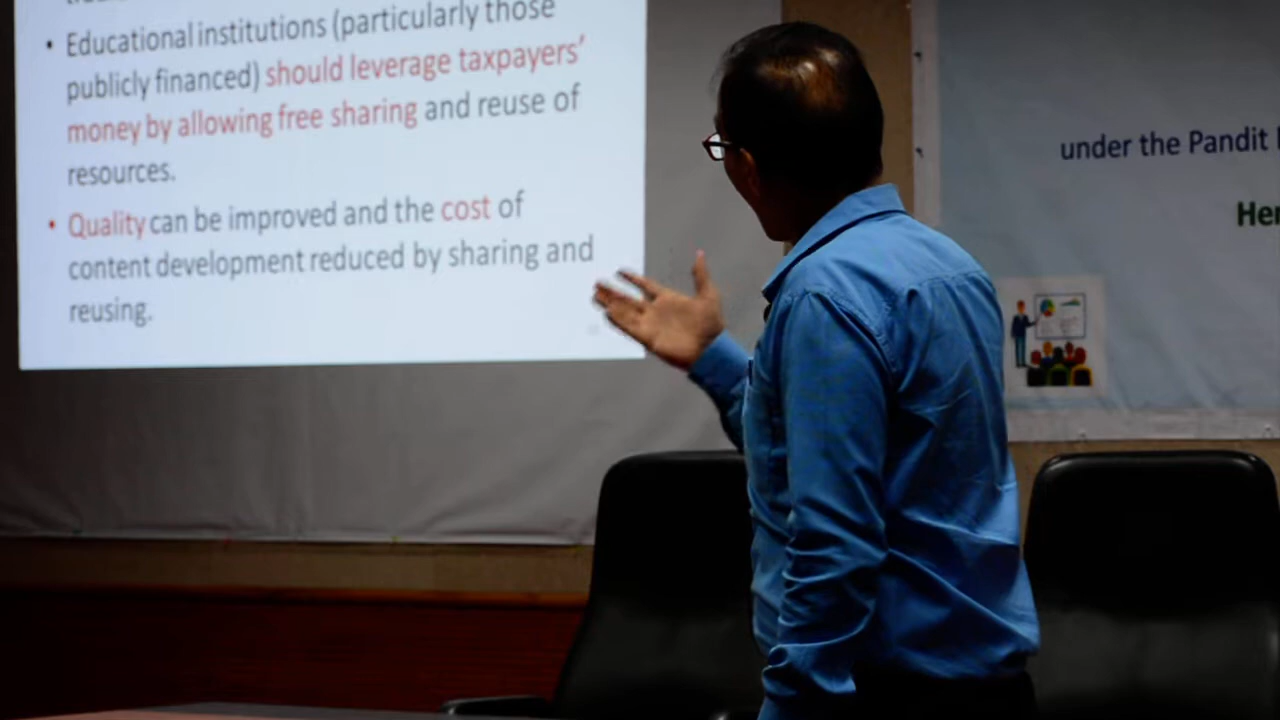 • Educational institutions (particularly those
publicly financed) should leverage taxpayers’
money by allowing free sharing and reuse of
resources.
• Quality can be improved and the cost of
content development reduced by sharing and
reusing.
under the Pandit
Her